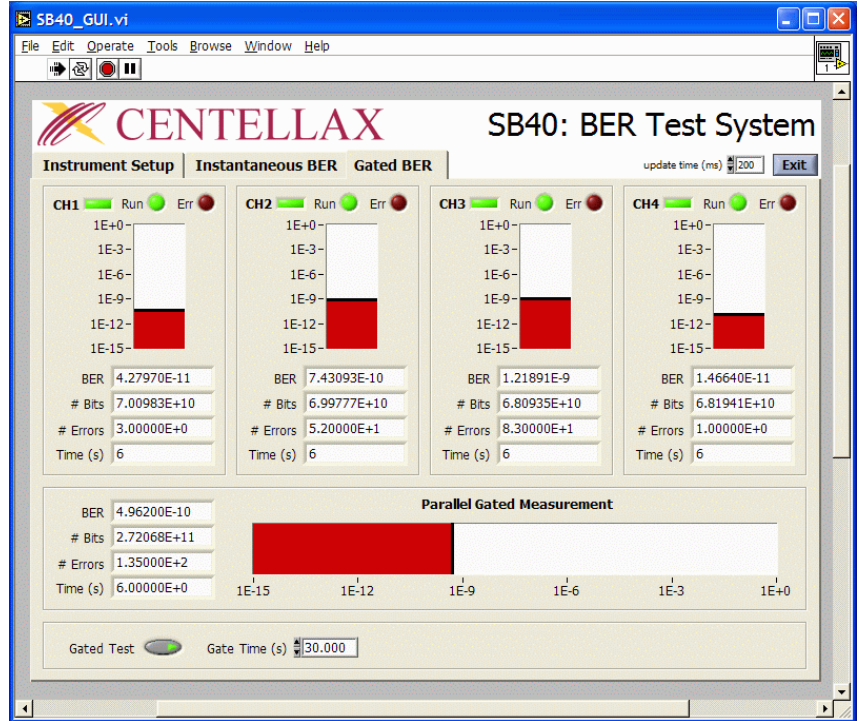 SB40_GUI.vi
File Edit Operate Tools Browse Window Help
1
CENTELLAX
SB40: BER Test System
Instrument Setup Instantaneous BER Gated BER
update time (ms) 200 Exit
CH1 Run Err
1E+0-
1E-3-
1E-6-
1E-9-
1E-12-
1E-15-
BER 4.27970E-11
# Bits 7.00983E+10
# Errors 3.00000E+0
Time (s) 6
CH2 Run Err
1E+0-
1E-3-
1E-6-
1E-9-
1E-12-
1E-15-
BER 7.43093E-10
# Bits 6.99777E+10
# Errors 5.20000E+1
Time (s) 6
CH3 Run Err
1E+0-
1E-3-
1E-6-
1E-9-
1E-12-
1E-15-
BER 1.21891E-9
# Bits 6.80935E+10
# Errors 8.30000E+1
Time (s) 6
CH4 Run Err
1E+0-
1E-3-
1E-6-
1E-9-
1E-12-
1E-15-
BER 1.46640E-11
# Bits 6.81941E+10
# Errors 1.00000E+0
Time (s) 6
BER 4.96200E-10
# Bits 2.72068E+11
# Errors 1.35000E+2
Time (s) 6.00000E+0
Parallel Gated Measurement
1E-15 1E-12 1E-9 1E-6 1E-3 1E+0
Gated Test Gate Time (s) 30.000